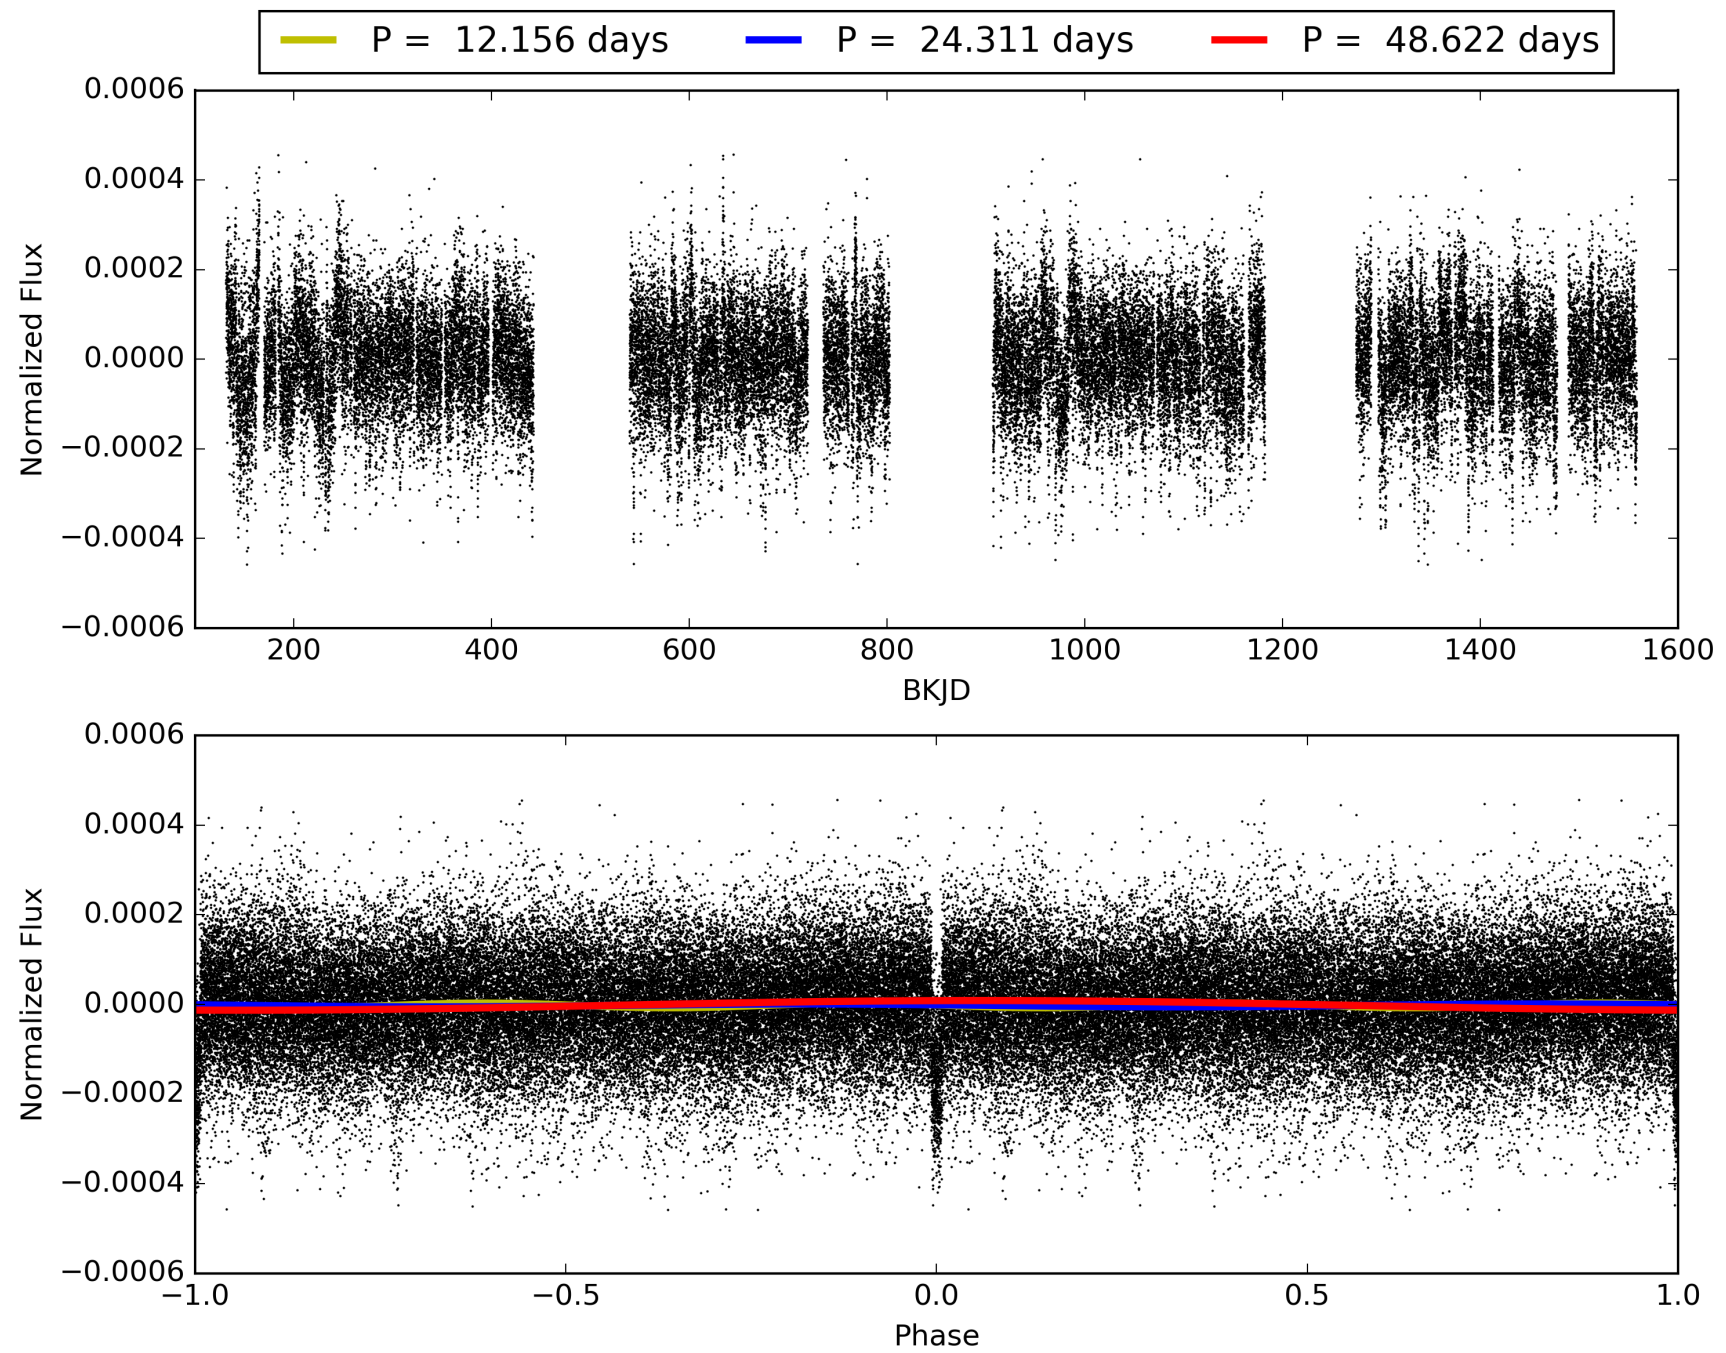 P = 12.156 days P = 24.311 days P = 48.622 days
0.0006
0.0004
0.0002
0.0000
−0.0002
−0.0004
−0.0006
Normalized Flux
200 400 600 800 1000 1200 1400 1600
BKJD
0.0006
0.0004
0.0002
0.0000
−0.0002
−0.0004
−0.0006
Normalized Flux
−1.0 −0.5 0.0 0.5 1.0
Phase